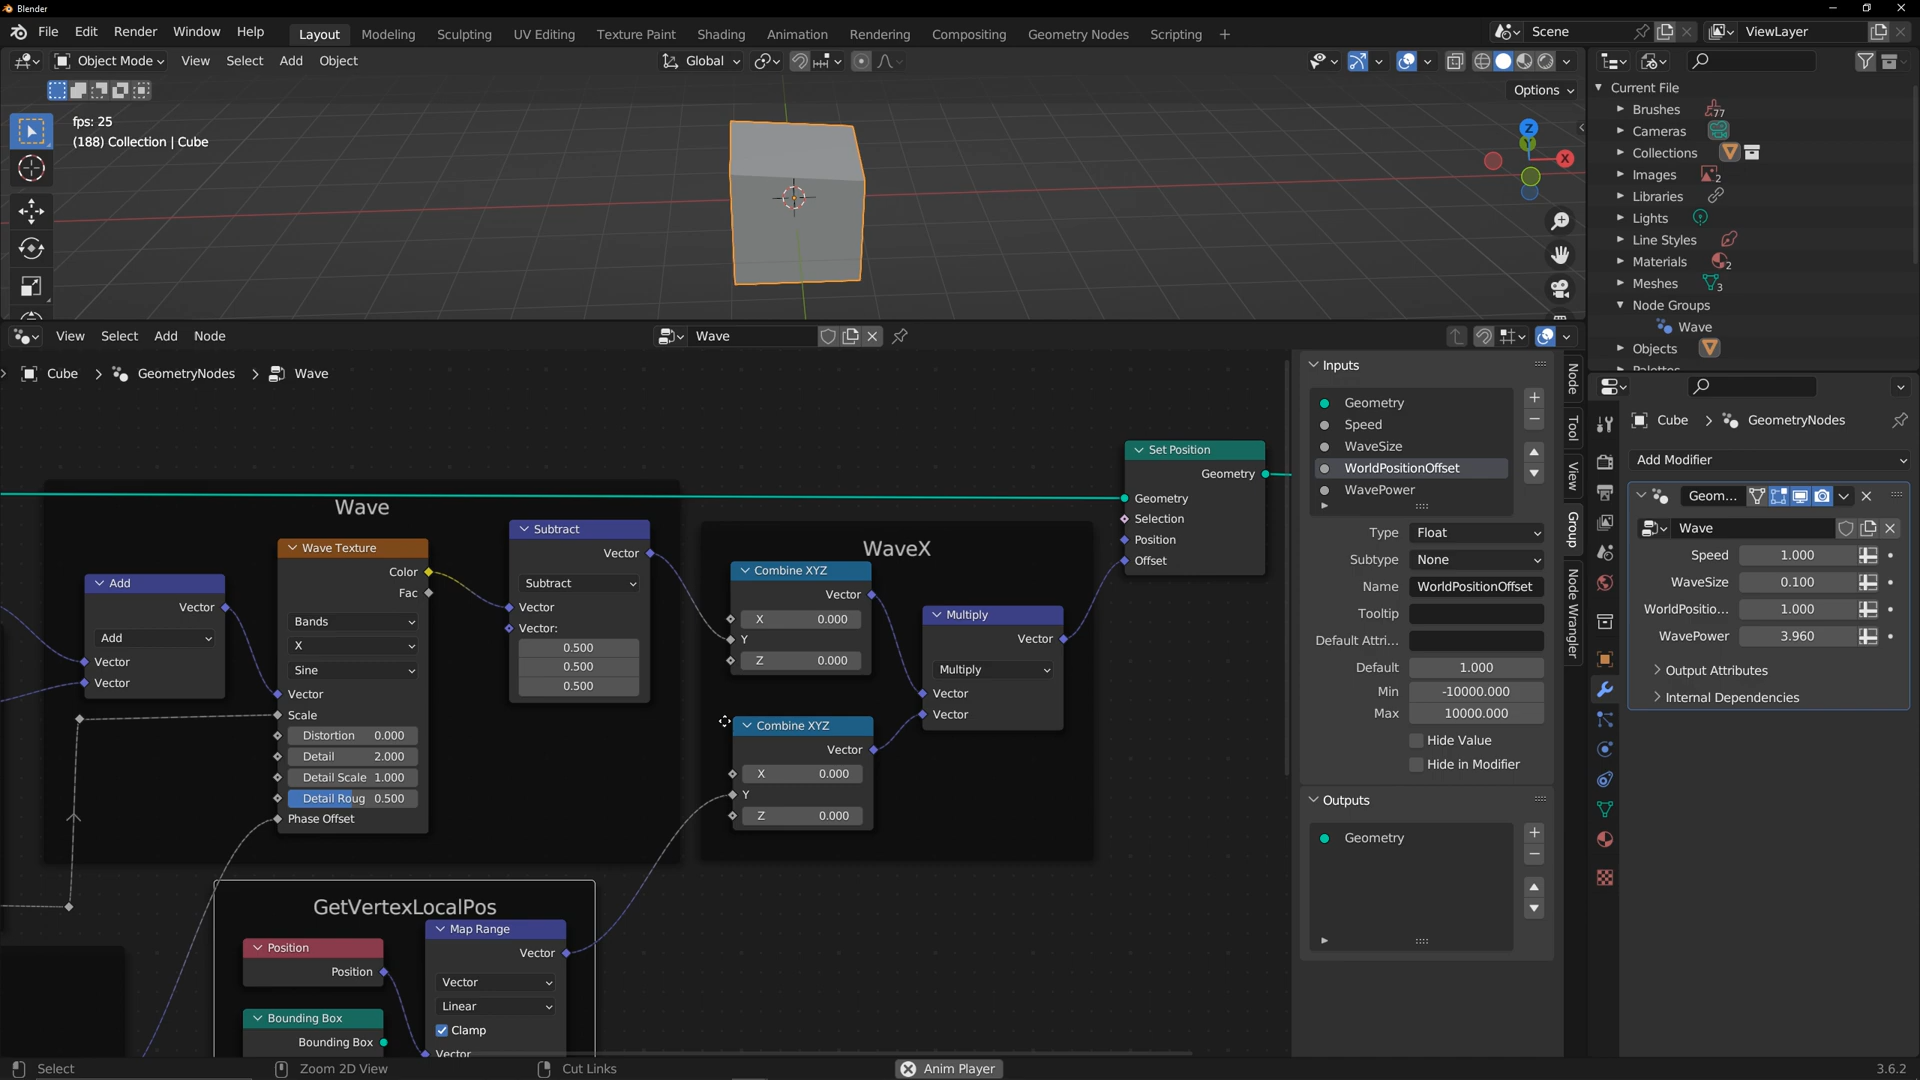 Blender
File Edit Render Window Help Layout Modeling Sculpting UV Editing Texture Paint Shading Animation Rendering Compositing Geometry Nodes Scripting + Scene ViewLayer
Object Mode View Select Add Object Global
Options
fps: 25
(188) Collection | Cube
Z
Y
X
Current File
Brushes 77
Cameras
Collections
Images 2
Libraries
Lights
Line Styles
Materials 2
Meshes 3
Node Groups
Wave
Objects
View Select Add Node Wave
Cube > GeometryNodes > Wave
Wave
Add
Vector
Add
Vector
Vector
Wave Texture
Color
Fac
Bands
X
Sine
Vector
Scale
Distortion 0.000
Detail 2.000
Detail Scale 1.000
Detail Roug 0.500
Phase Offset
Subtract
Vector
Subtract
Vector
Vector:
0.500
0.500
0.500
WaveX
Combine XYZ
Vector
X 0.000
Y
Z 0.000
Combine XYZ
Vector
X 0.000
Y
Z 0.000
Multiply
Vector
Multiply
Vector
Vector
Set Position
Geometry
Geometry
Selection
Position
Offset
GetVertexLocalPos
Position
Position
Bounding Box
Bounding Box
Map Range
Vector
Vector
Linear
Clamp
Vector
Inputs
Geometry
Speed
WaveSize
WorldPositionOffset
WavePower
Type Float
Subtype None
Name WorldPositionOffset
Tooltip
Default Attri...
Default 1.000
Min -10000.000
Max 10000.000
Hide Value
Hide in Modifier
Outputs
Geometry
Node
Tool
View
Group
Node Wrangler
Cube > GeometryNodes
Add Modifier
Geom...
Wave
Speed 1.000
WaveSize 0.100
WorldPositio... 1.000
WavePower 3.960
Output Attributes
Internal Dependencies
Select Zoom 2D View Cut Links Anim Player 3.6.2